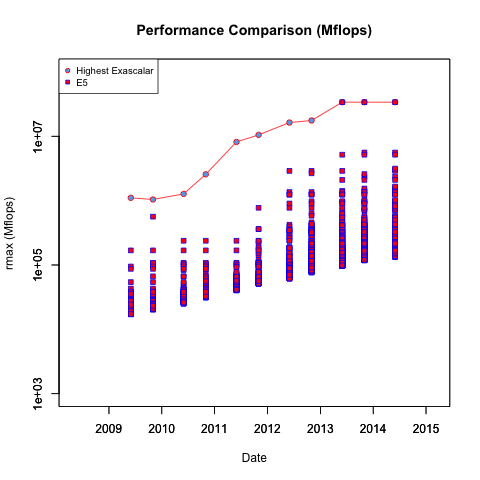 Performance Comparison (Mflops)
Highest Exascalar
E5
rmax (Mflops)
1e+07
1e+05
1e+03
2009 2010 2011 2012 2013 2014 2015
Date